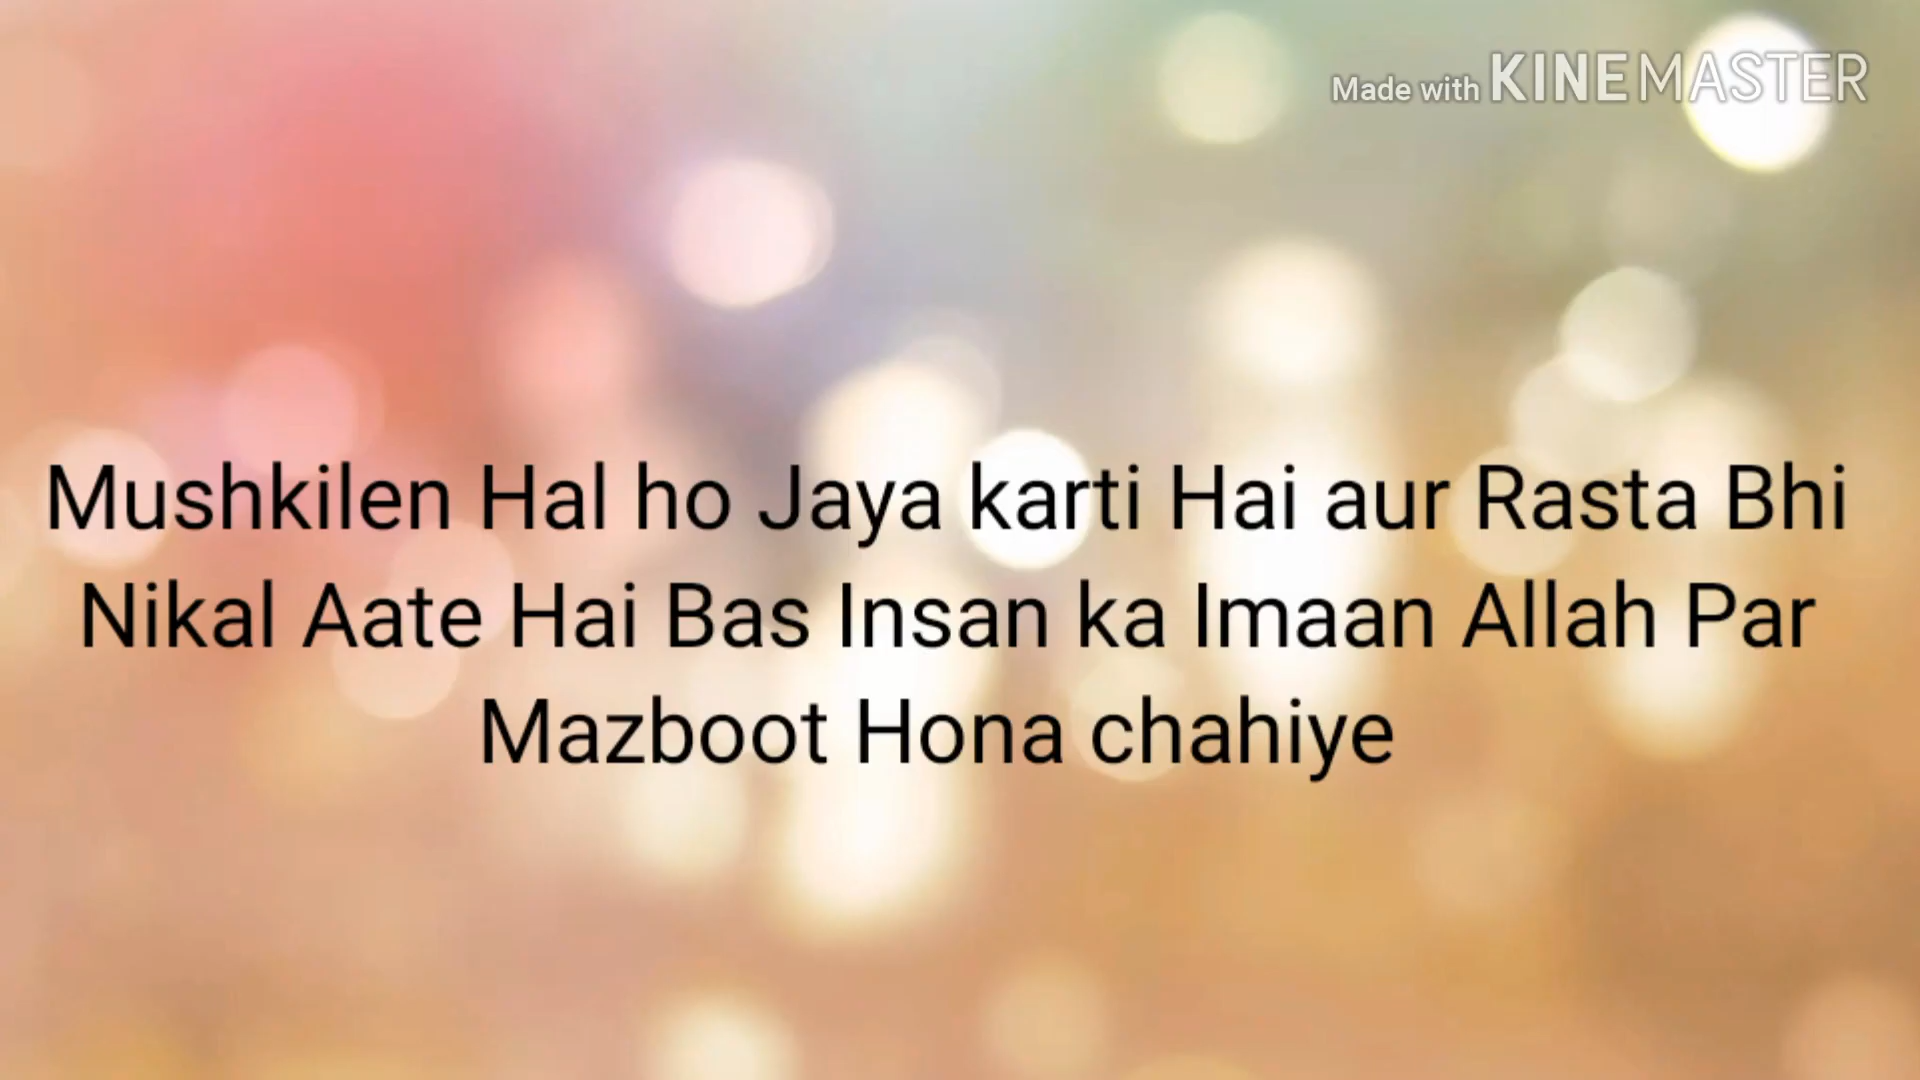 Made with KINEMASTER
Mushkilen Hal ho Jaya karti Hai aur Rasta Bhi
Nikal Aate Hai Bas Insan ka Imaan Allah Par
Mazboot Hona chahiye